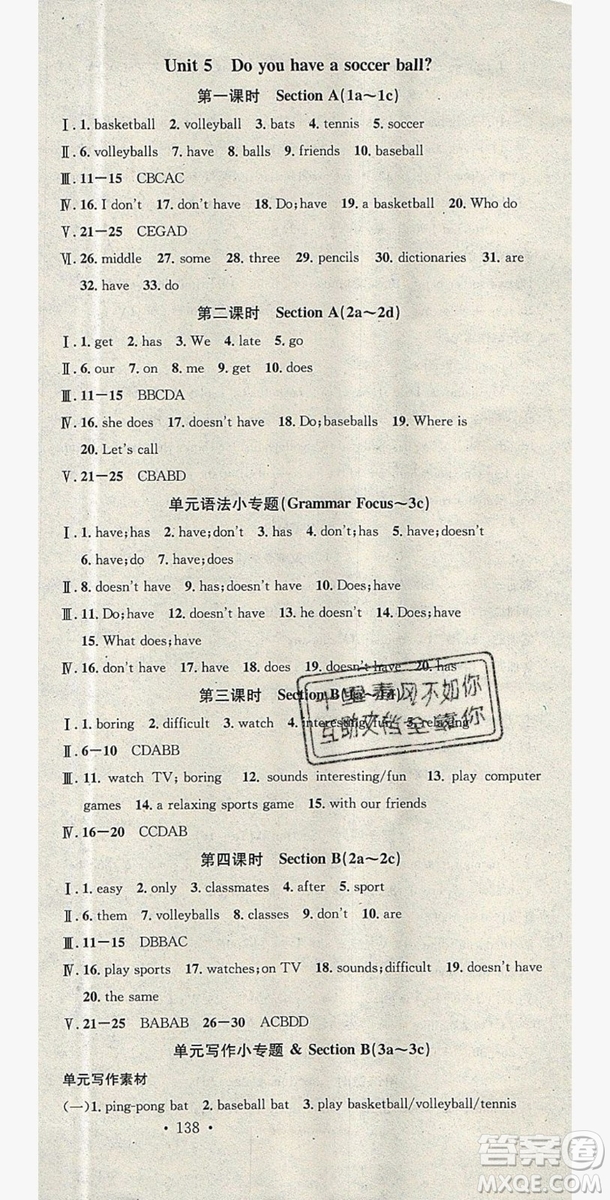 Unit 5 Do you have a soccer ball?
第一课时 Section A(1a～1c)
Ⅰ. 1. basketball 2. volleyball 3. bats 4. tennis 5. soccer
Ⅱ. 6. volleyballs 7. have 8. balls 9. friends 10. baseball
Ⅲ. 11－15 CBCAC
Ⅳ. 16. I don't 17. don't have 18. Do;have 19. a basketball 20. Who do
Ⅴ. 21－25 CEGAD
Ⅵ. 26. middle 27. some 28. three 29. pencils 30. dictionaries 31. are
32. have 33. do
第二课时 Section A(2a～2d)
Ⅰ. 1. get 2. has 3. We 4. late 5. go
Ⅱ. 6. our 7. on 8. me 9. get 10. does
Ⅲ. 11－15 BBCDA
Ⅳ. 16. she does 17. doesn't have 18. Do;baseballs 19. Where is
20. Let's call
Ⅴ. 21－25 CBABD
单元语法小专题(Grammar Focus～3c)
Ⅰ. 1. have;has 2. have;don't 3. has 4. have;has 5. has;doesn't
6. have;do 7. have;does
Ⅱ. 8. doesn't have 9. has;doesn't have 10. Does;have
Ⅲ. 11. Do;have 12. don't have 13. he doesn't 14. Does;have
15. What does;have
Ⅳ. 16. don't have 17. have 18. have 19. have 20. has
第三课时 Section B
Ⅰ. 1. boring 2. difficult 3. watch 4. interesting/fun 5. relaxing
Ⅱ. 6－10 CDABB
Ⅲ. 11. watch TV; boring 12. sounds interesting/fun 13. play computer
games 14. a relaxing sports game 15. with our friends
Ⅳ. 16－20 CCDAB
第四课时 Section B(2a～2c)
Ⅰ. 1. easy 2. only 3. classmates 4. after 5. sport
Ⅱ. 6. them 7. volleyballs 8. classes 9. don't 10. are
Ⅲ. 11－15 DBBAC
Ⅳ. 16. play sports 17. watches;on TV 18. sounds;difficult 19. doesn't have
20. the same
Ⅴ. 21－25 BABAB 26－30 ACBDD
单元写作小专题 & Section B(3a～3c)
单元写作素材
(一)1. ping-pong bat 2. baseball bat 3. play basketball/volleyball/tennis
· 138 ·
答案圈
MXQE.COM